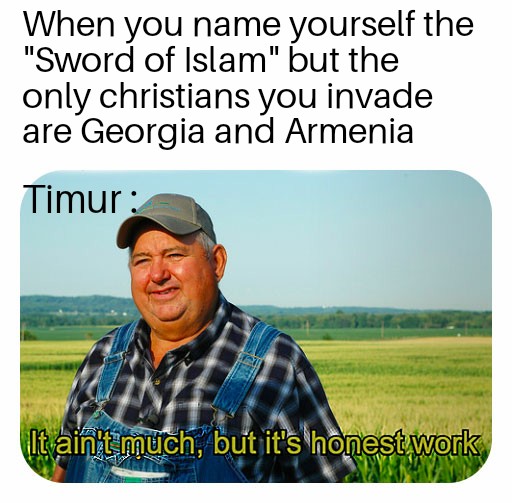 When you name yourself the
"Sword of Islam" but the
only christians you invade
are Georgia and Armenia
Timur :
It ain't much, but it's honest work